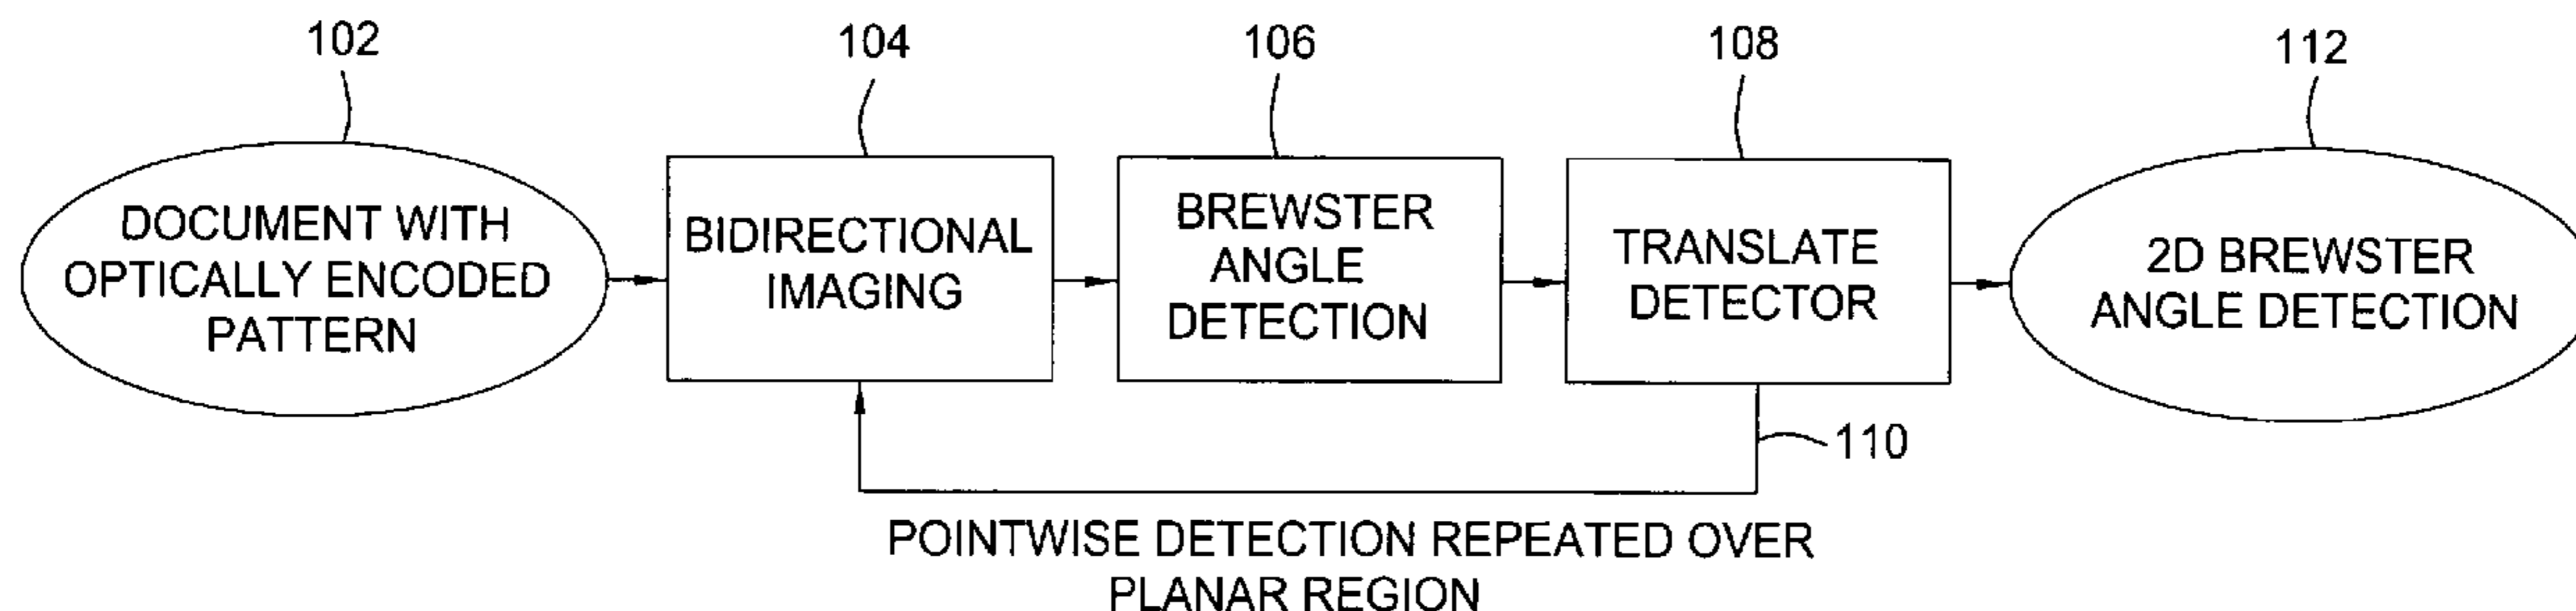 102
104
106
108
112
DOCUMENT WITH
OPTICALLY ENCODED
PATTERN
BIDIRECTIONAL
IMAGING
BREWSTER
ANGLE
DETECTION
TRANSLATE
DETECTOR
2D BREWSTER
ANGLE DETECTION
110
POINTWISE DETECTION REPEATED OVER
PLANAR REGION